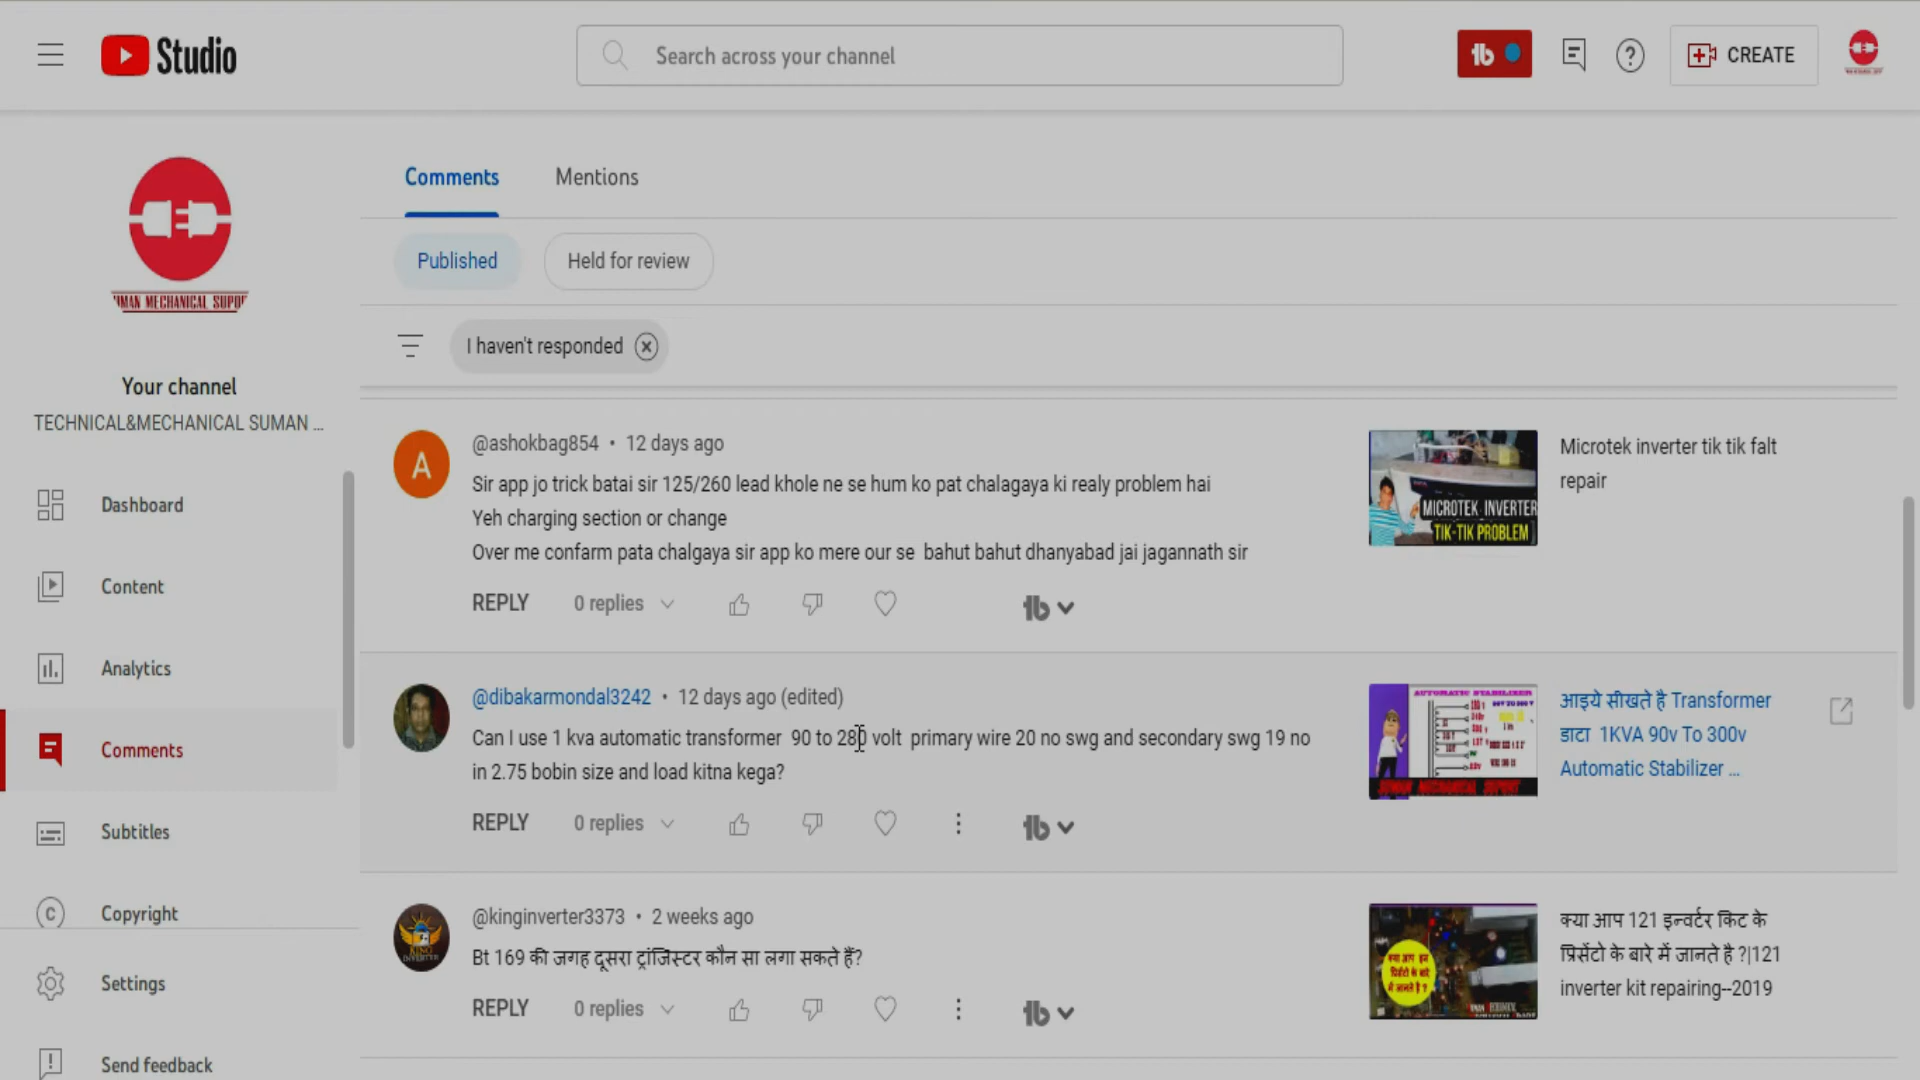 Studio
Search across your channel
CREATE
Comments
Mentions
Published
Held for review
I haven't responded
Your channel
TECHNICAL&MECHANICAL SUMAN ...
Dashboard
Content
Analytics
Comments
Subtitles
Copyright
Settings
Send feedback
@ashokbag854 • 12 days ago
Sir app jo trick batai sir 125/260 lead khole ne se hum ko pat chalagaya ki realy problem hai
Yeh charging section or change
Over me confarm pata chalgaya sir app ko mere our se bahut bahut dhanyabad jai jagannath sir
REPLY
0 replies
MICROTEK INVERTER
TIK-TIK PROBLEM
Microtek inverter tik tik falt
repair
@dibakarmondal3242 • 12 days ago (edited)
Can I use 1 kva automatic transformer 90 to 280 volt primary wire 20 no swg and secondary swg 19 no
in 2.75 bobin size and load kitna kega?
REPLY
0 replies
AUTOMATIC STABILIZER
SUMAN MECHANICAL SUPORT
आइये सीखते है Transformer
डाटा 1KVA 90v To 300v
Automatic Stabilizer ...
@kinginverter3373 • 2 weeks ago
Bt 169 की जगह दूसरा ट्रांजिस्टर कौन सा लगा सकते हैं?
REPLY
0 replies
क्या आप 121 इन्वर्टर किट के
प्रिसेंटो के बारे में जानते है ?|121
inverter kit repairing--2019